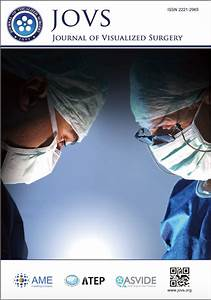 ISSN 2221-2965
JOVS
JOURNAL OF VISUALIZED SURGERY
AME
ATEP
ASVIDE
www.jovs.org